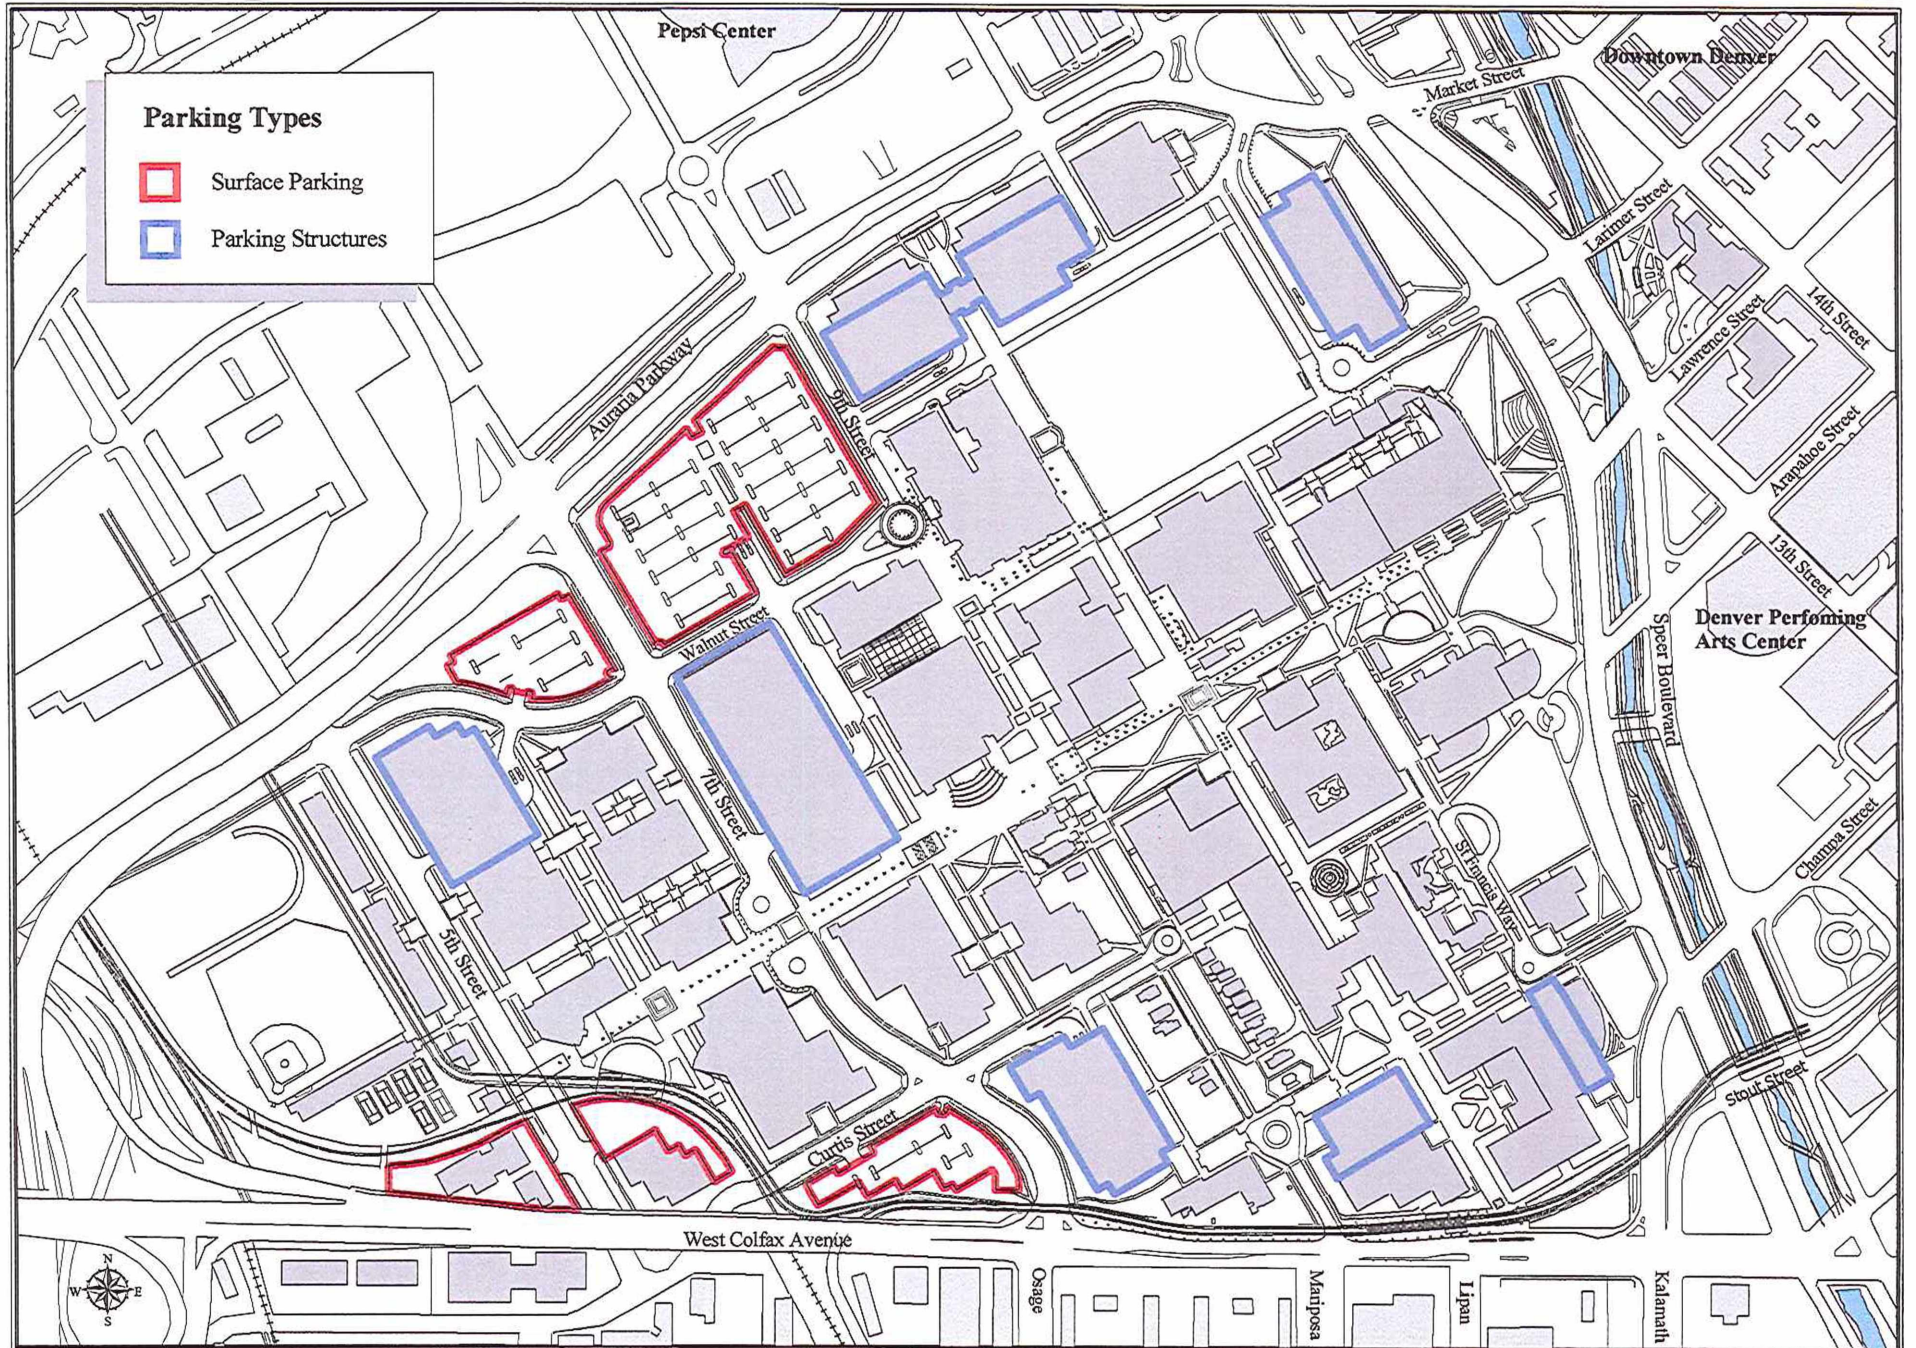 Pepsi Center
Downtown Denver
Market Street
Parking Types
Surface Parking
Parking Structures
Larimer Street
14th Street
Lawrence Street
Auraria Parkway
9th Street
Arapahoe Street
13th Street
Walnut Street
Speer Boulevard
Denver Perfoming
Arts Center
7th Street
Champa Street
St Francis Way
5th Street
Stout Street
Curtis Street
West Colfax Avenue
N
W
E
S
Osage
Mariposa
Lipan
Kalamath